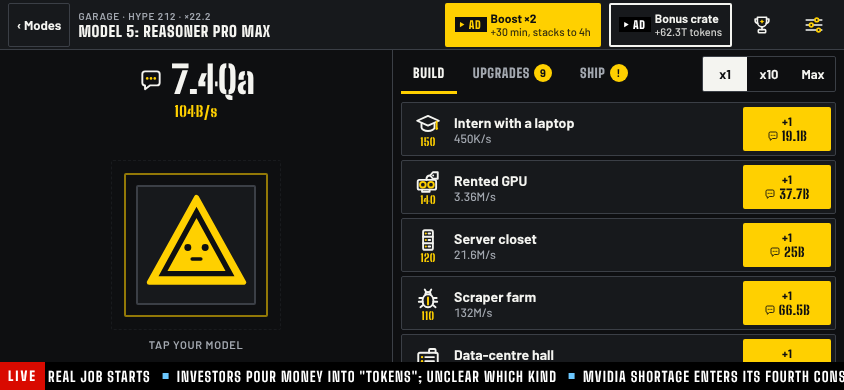 ‹ Modes
GARAGE · HYPE 212 · ×22.2
MODEL 5: REASONER PRO MAX
AD
Boost ×2
+30 min, stacks to 4h
AD
Bonus crate
+62.3T tokens
7.4Qa
104B/s
TAP YOUR MODEL
BUILD
UPGRADES 9
SHIP !
x1
x10
Max
150
Intern with a laptop
450K/s
+1
19.1B
140
Rented GPU
3.36M/s
+1
37.7B
120
Server closet
21.6M/s
+1
25B
110
Scraper farm
132M/s
+1
66.5B
Data-centre hall
+1
LIVE
REAL JOB STARTS ▪ INVESTORS POUR MONEY INTO "TOKENS"; UNCLEAR WHICH KIND ▪ MVIDIA SHORTAGE ENTERS ITS FOURTH CONS